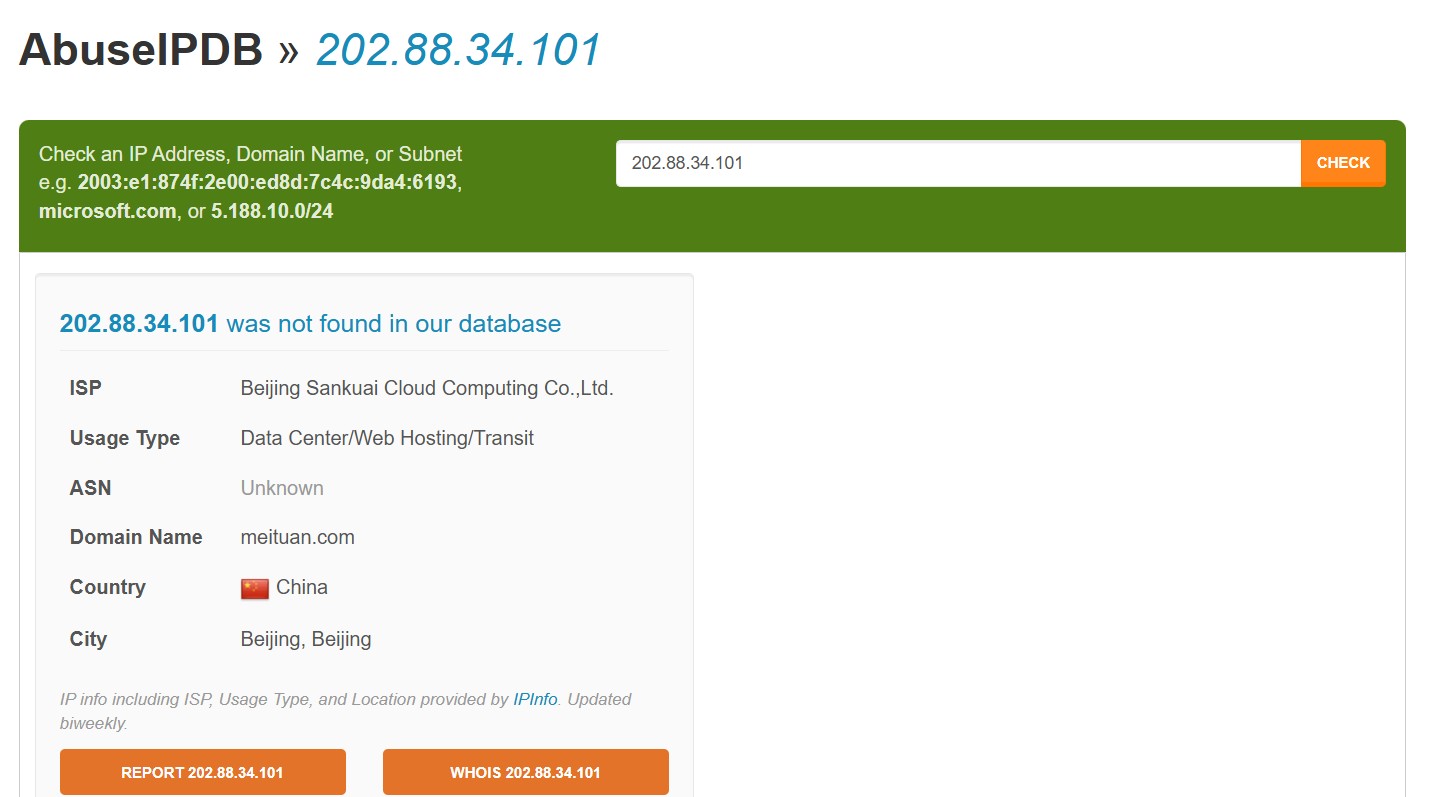 AbuseIPDB » 202.88.34.101
Check an IP Address, Domain Name, or Subnet
e.g. 2003:e1:874f:2e00:ed8d:7c4c:9da4:6193,
microsoft.com, or 5.188.10.0/24
202.88.34.101
CHECK
202.88.34.101 was not found in our database
ISP Beijing Sankuai Cloud Computing Co.,Ltd.
Usage Type Data Center/Web Hosting/Transit
ASN Unknown
Domain Name meituan.com
Country China
City Beijing, Beijing
IP info including ISP, Usage Type, and Location provided by IPInfo. Updated
biweekly.
REPORT 202.88.34.101
WHOIS 202.88.34.101